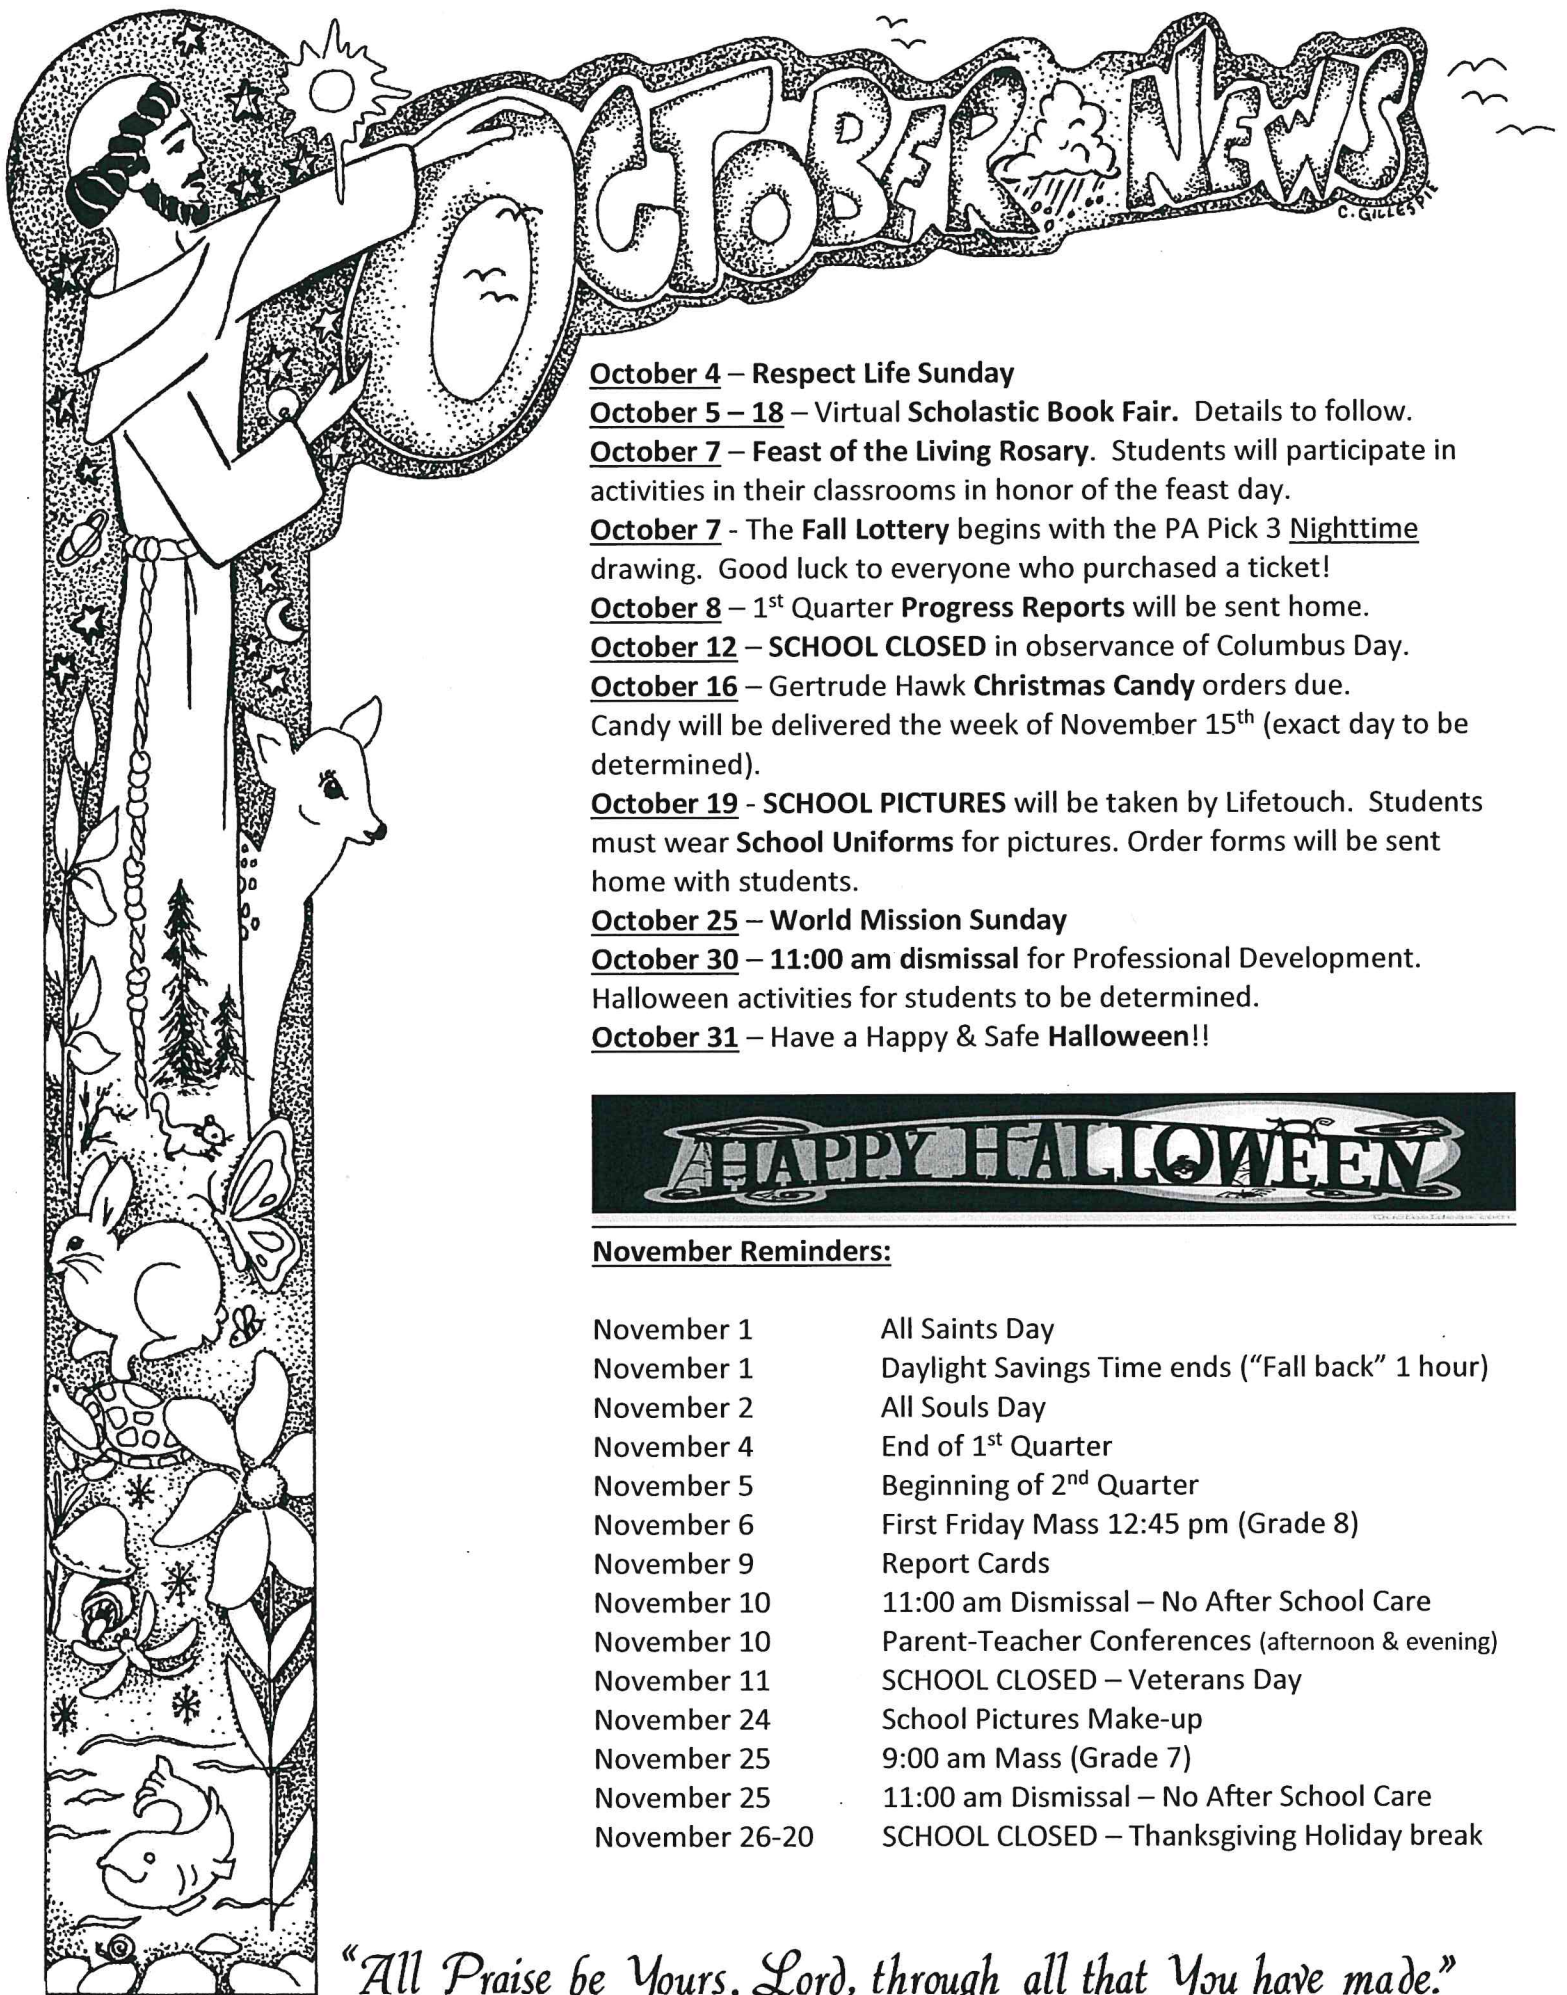 OCTOBER NEWS
C. GILLESPIE
October 4 – Respect Life Sunday
October 5 – 18 – Virtual Scholastic Book Fair.  Details to follow.
October 7 – Feast of the Living Rosary.  Students will participate in
activities in their classrooms in honor of the feast day.
October 7 - The Fall Lottery begins with the PA Pick 3 Nighttime
drawing.  Good luck to everyone who purchased a ticket!
October 8 – 1st Quarter Progress Reports will be sent home.
October 12 – SCHOOL CLOSED in observance of Columbus Day.
October 16 – Gertrude Hawk Christmas Candy orders due.
Candy will be delivered the week of November 15th (exact day to be
determined).
October 19 - SCHOOL PICTURES will be taken by Lifetouch.  Students
must wear School Uniforms for pictures. Order forms will be sent
home with students.
October 25 – World Mission Sunday
October 30 – 11:00 am dismissal for Professional Development.
Halloween activities for students to be determined.
October 31 – Have a Happy & Safe Halloween!!
HAPPY HALLOWEEN
November Reminders:
November 1 All Saints Day
November 1 Daylight Savings Time ends (“Fall back” 1 hour)
November 2 All Souls Day
November 4 End of 1st Quarter
November 5 Beginning of 2nd Quarter
November 6 First Friday Mass 12:45 pm (Grade 8)
November 9 Report Cards
November 10 11:00 am Dismissal – No After School Care
November 10 Parent-Teacher Conferences (afternoon & evening)
November 11 SCHOOL CLOSED – Veterans Day
November 24 School Pictures Make-up
November 25 9:00 am Mass (Grade 7)
November 25 11:00 am Dismissal – No After School Care
November 26-20 SCHOOL CLOSED – Thanksgiving Holiday break
“All Praise be Yours, Lord, through all that You have made.”